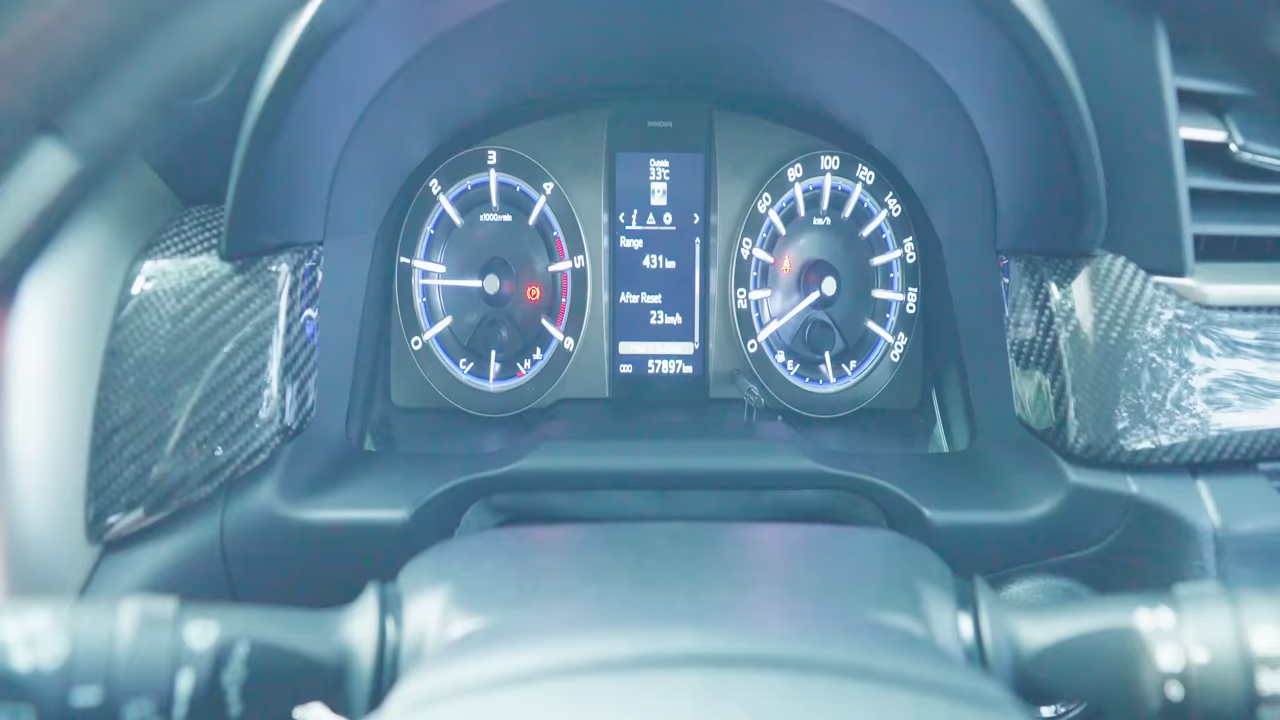 Outside
33°C
Range
431 km
After Reset
23 km/h
ODO 57897 km
0
1
2
3
4
5
6
x1000r/min
P
C
H
0
20
40
60
80
100
120
140
160
180
200
km/h
E
F